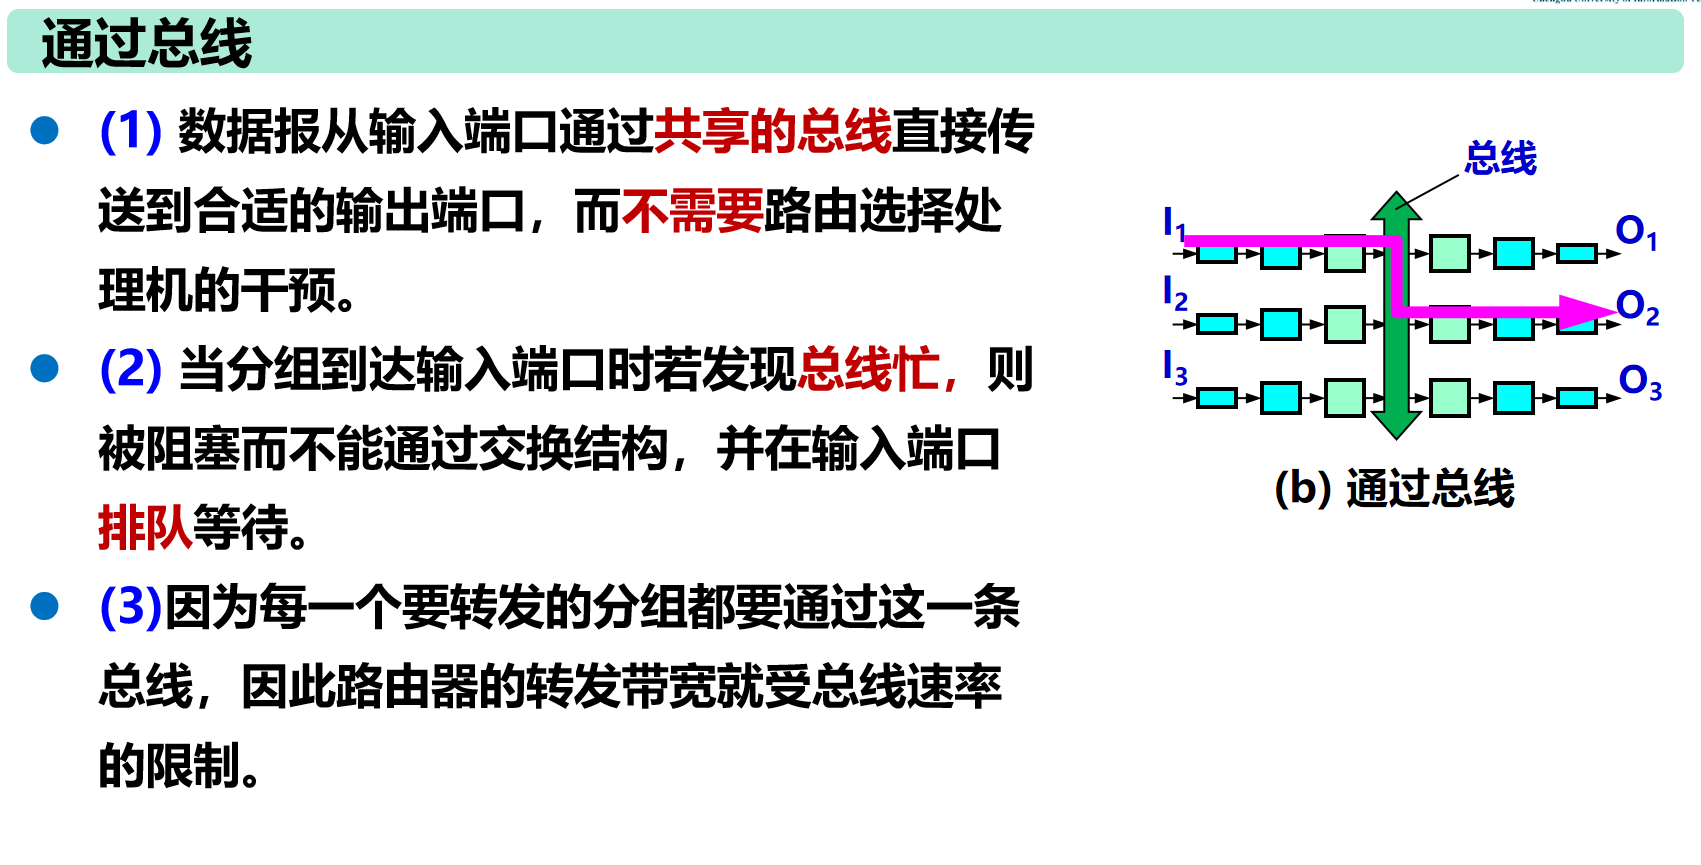 通过总线
(1) 数据报从输入端口通过共享的总线直接传
送到合适的输出端口，而不需要路由选择处
理机的干预。
(2) 当分组到达输入端口时若发现总线忙，则
被阻塞而不能通过交换结构，并在输入端口
排队等待。
(3)因为每一个要转发的分组都要通过这一条
总线，因此路由器的转发带宽就受总线速率
的限制。
总线
I1
O1
I2
O2
I3
O3
(b) 通过总线